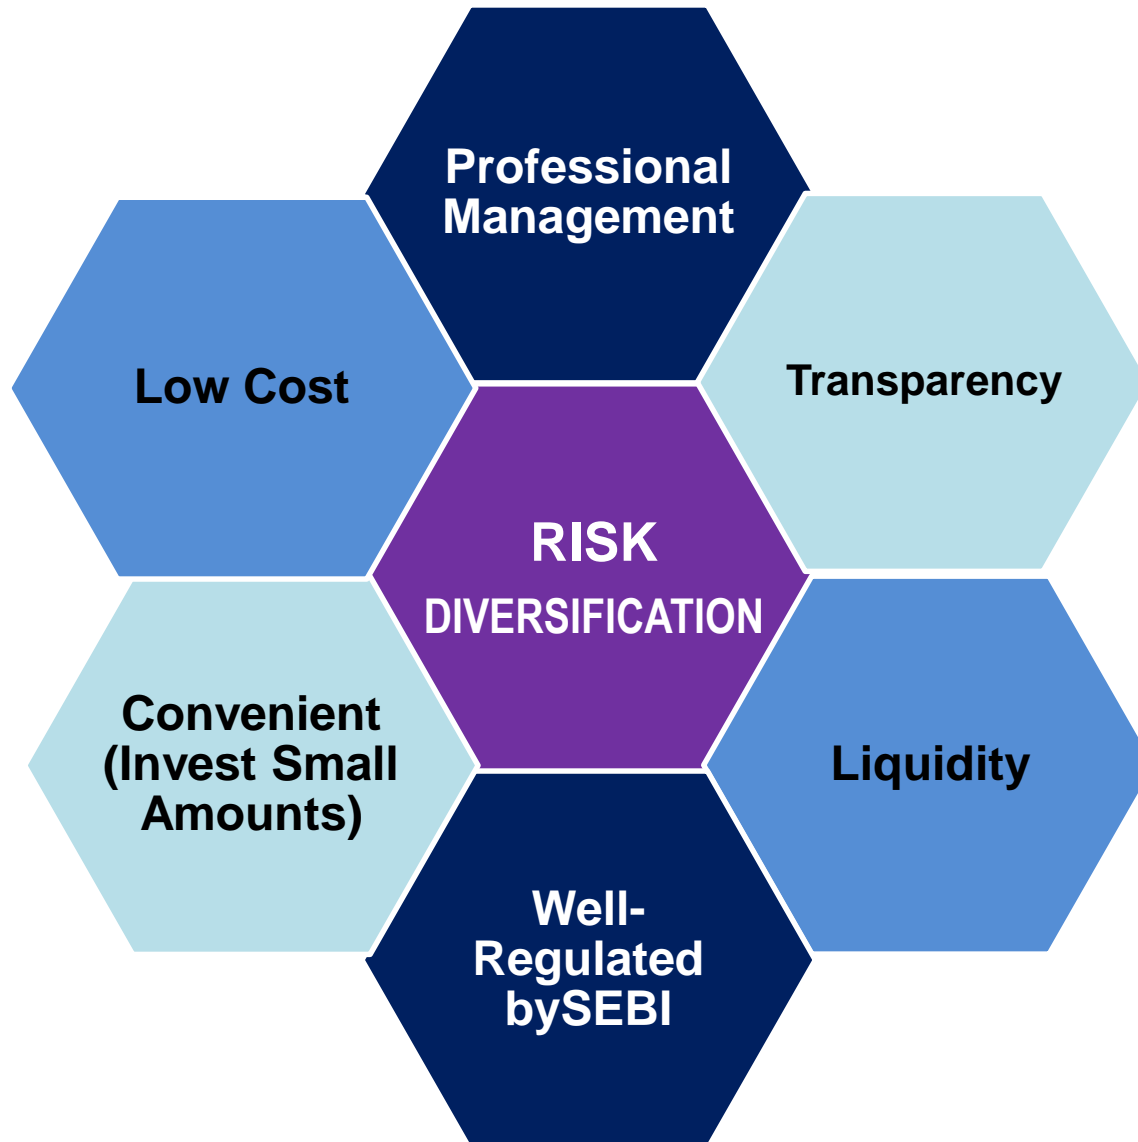 Professional
Management
Low Cost
Transparency
RISK
DIVERSIFICATION
Convenient
(Invest Small
Amounts)
Liquidity
Well-
Regulated
bySEBI